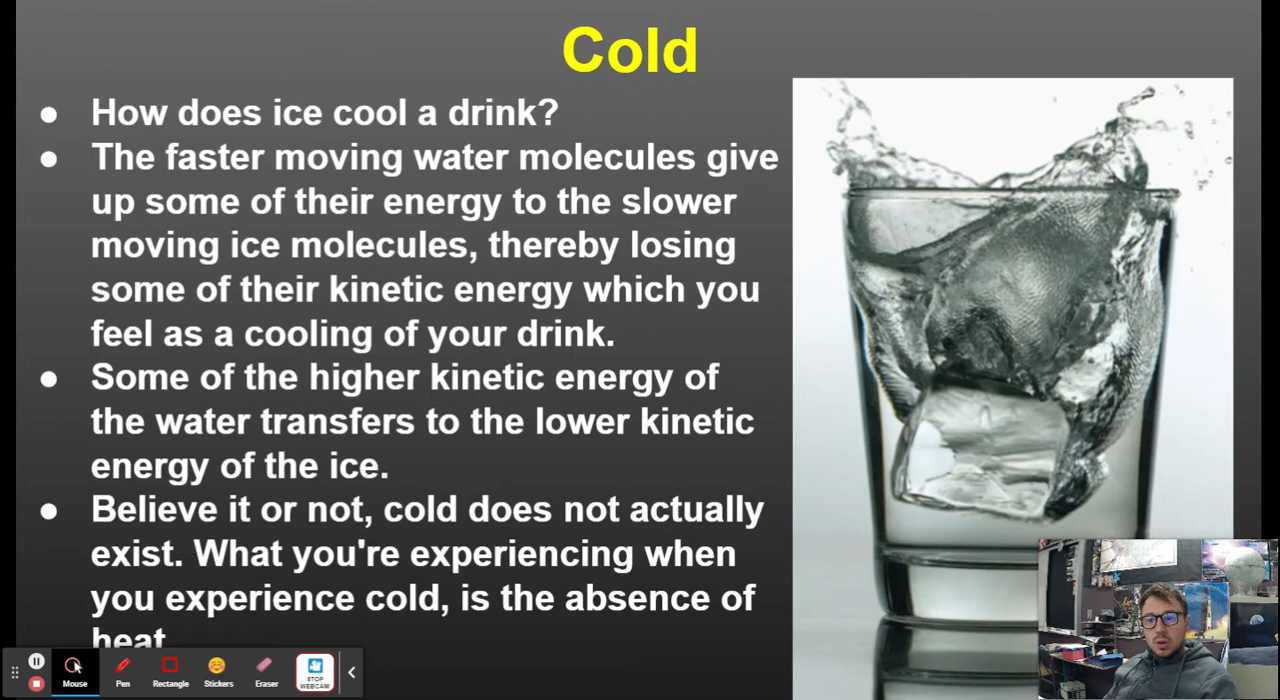 Cold
● How does ice cool a drink?
● The faster moving water molecules give
up some of their energy to the slower
moving ice molecules, thereby losing
some of their kinetic energy which you
feel as a cooling of your drink.
● Some of the higher kinetic energy of
the water transfers to the lower kinetic
energy of the ice.
● Believe it or not, cold does not actually
exist. What you're experiencing when
you experience cold, is the absence of
heat
Mouse
Pen
Rectangle
Stickers
Eraser
STOP
WEBCAM